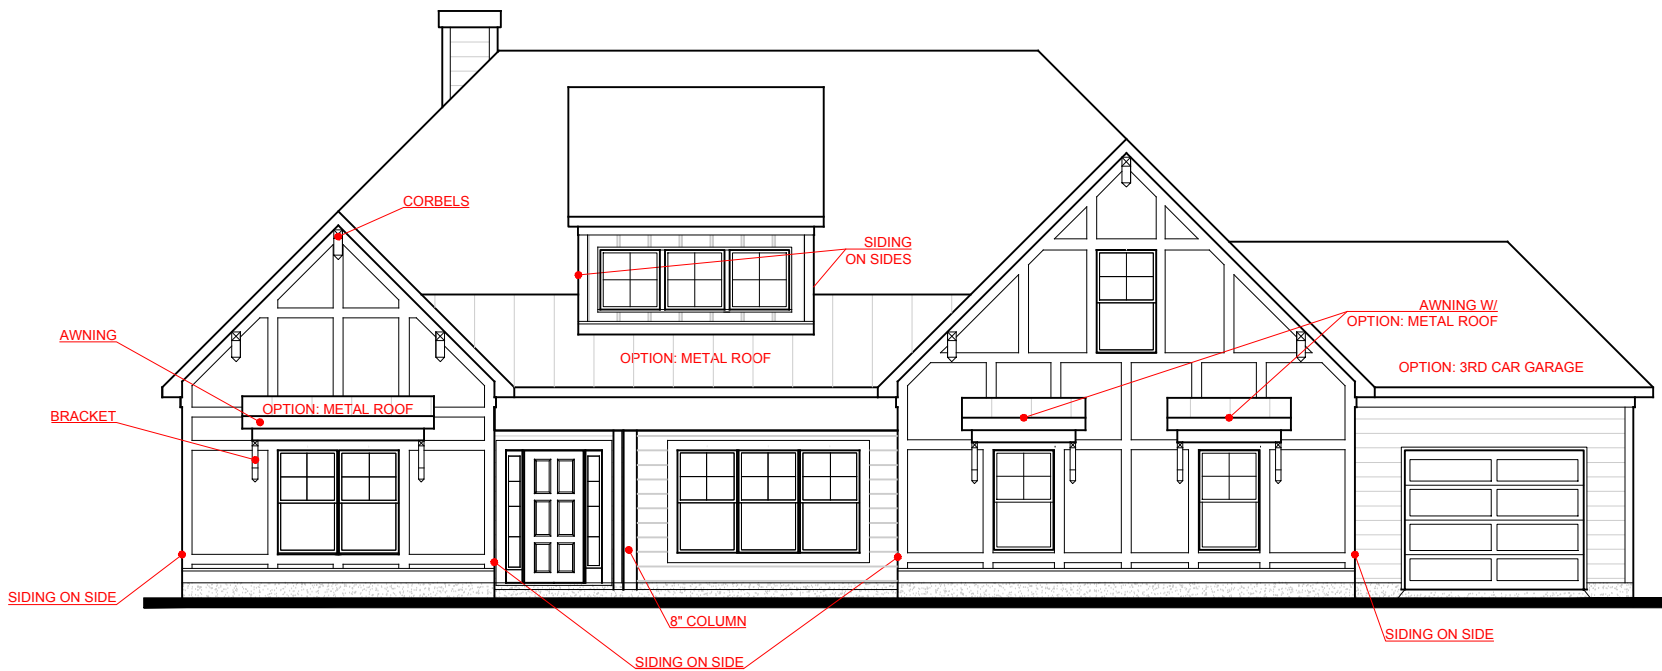 CORBELS
SIDING
ON SIDES
AWNING W/
OPTION: METAL ROOF
AWNING
OPTION: METAL ROOF
OPTION: 3RD CAR GARAGE
BRACKET
OPTION: METAL ROOF
SIDING ON SIDE
8" COLUMN
SIDING ON SIDE
SIDING ON SIDE